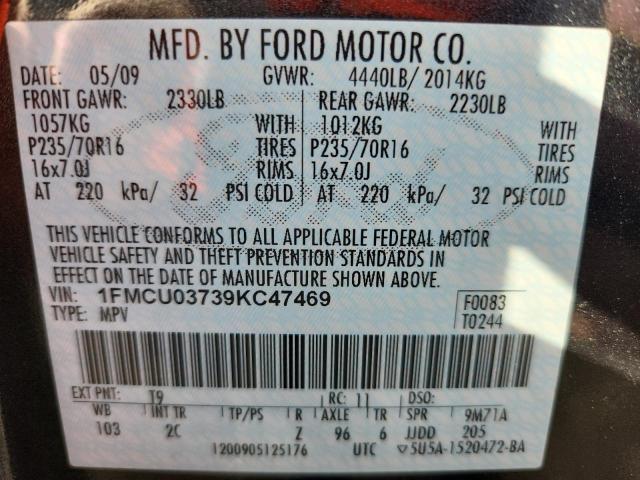 MFD. BY FORD MOTOR CO.
DATE: 05/09 GVWR: 4440LB/ 2014KG
FRONT GAWR: 2330LB REAR GAWR: 2230LB
1057KG WITH 1012KG WITH
P235/70R16 TIRES P235/70R16 TIRES
16x7.0J RIMS 16x7.0J RIMS
AT 220 kPa/ 32 PSI COLD AT 220 kPa/ 32 PSI COLD
THIS VEHICLE CONFORMS TO ALL APPLICABLE FEDERAL MOTOR
VEHICLE SAFETY AND THEFT PREVENTION STANDARDS IN
EFFECT ON THE DATE OF MANUFACTURE SHOWN ABOVE.
VIN: 1FMCU03739KC47469 F0083
TYPE: MPV T0244
EXT PNT: T9 RC: 11 DSO:
WB INT TR TP/PS R AXLE TR SPR 9M71A
103 2C Z 96 6 JJDD 205
1200905125176 UTC ▽5U5A-1520472-BA